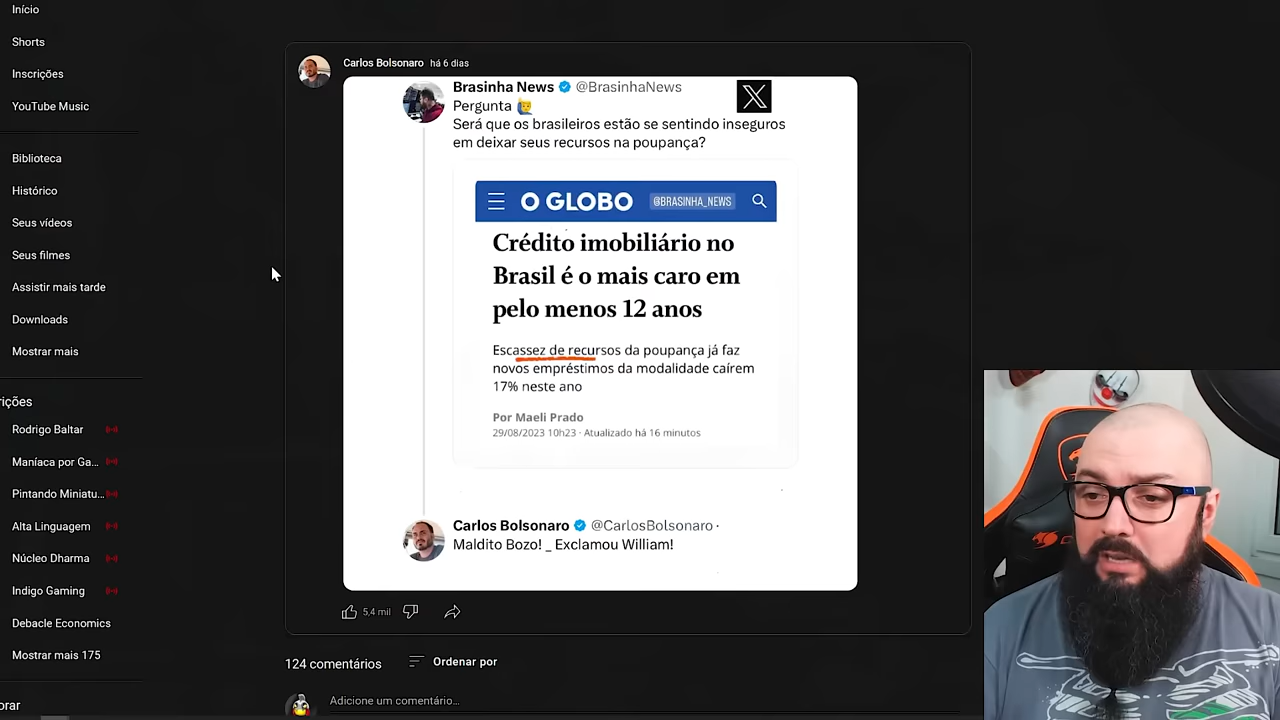 Início
Shorts
Inscrições
YouTube Music
Biblioteca
Histórico
Seus vídeos
Seus filmes
Assistir mais tarde
Downloads
Mostrar mais
rições
Rodrigo Baltar
Maníaca por Ga...
Pintando Miniatu...
Alta Linguagem
Núcleo Dharma
Indigo Gaming
Debacle Economics
Mostrar mais 175
orar
Carlos Bolsonaro há 6 dias
Brasinha News @BrasinhaNews
Pergunta
Será que os brasileiros estão se sentindo inseguros
em deixar seus recursos na poupança?
O GLOBO @BRASINHA_NEWS
Crédito imobiliário no
Brasil é o mais caro em
pelo menos 12 anos
Escassez de recursos da poupança já faz
novos empréstimos da modalidade caírem
17% neste ano
Por Maeli Prado
29/08/2023 10h23 · Atualizado há 16 minutos
Carlos Bolsonaro @CarlosBolsonaro ·
Maldito Bozo! _ Exclamou William!
5,4 mil
124 comentários
Ordenar por
Adicione um comentário...